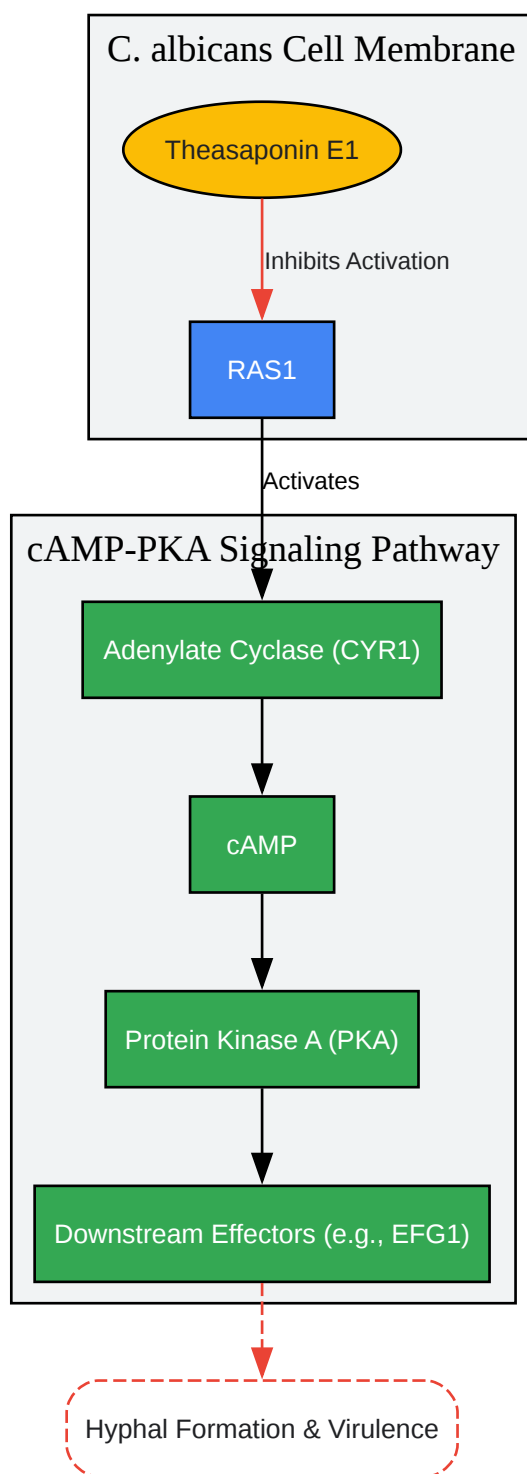 C. albicans Cell Membrane
Theasaponin E1
Inhibits Activation
RAS1
Activates
cAMP-PKA Signaling Pathway
Adenylate Cyclase (CYR1)
cAMP
Protein Kinase A (PKA)
Downstream Effectors (e.g., EFG1)
Hyphal Formation & Virulence